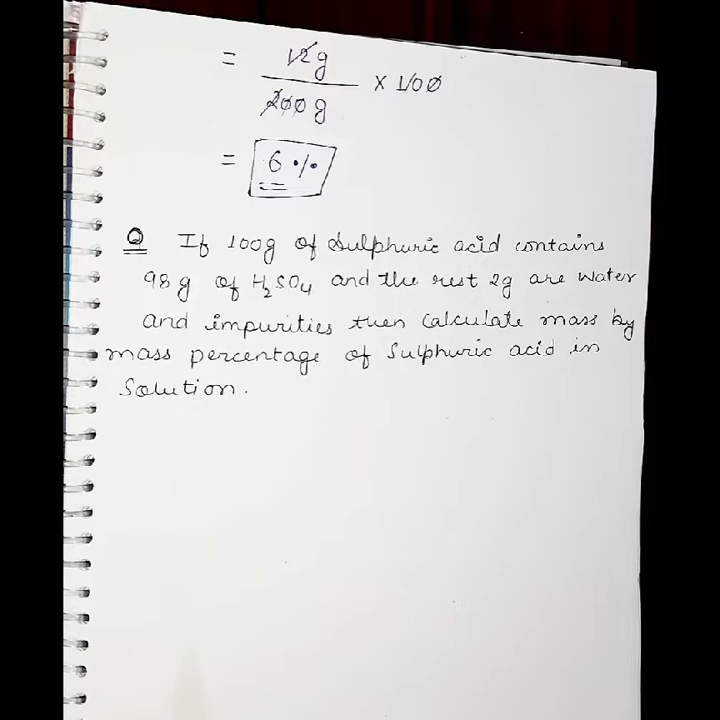 = 12g
200g × 100
= 6 %
Q If 100g of Sulphuric acid contains
98 g of H₂SO₄ and the rest 2g are water
and impurities then Calculate mass by
mass percentage of Sulphuric acid in
Solution.